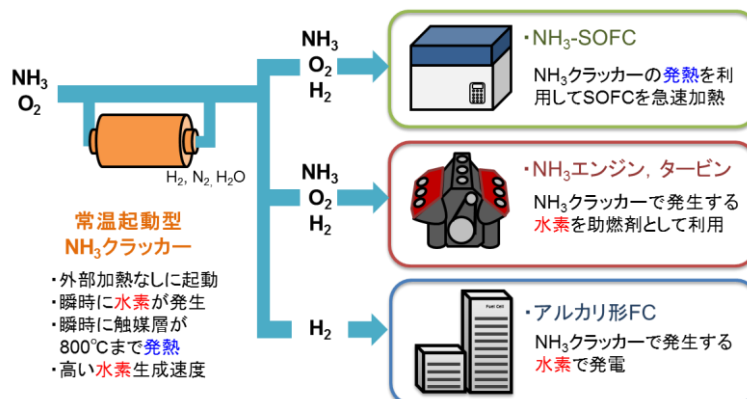 NH₃
O₂
H₂, N₂, H₂O
常温起動型
NH₃クラッカー
・外部加熱なしに起動
・瞬時に水素が発生
・瞬時に触媒層が
800℃まで発熱
・高い水素生成速度
NH₃
O₂
H₂
・NH₃-SOFC
NH₃クラッカーの発熱を利
用してSOFCを急速加熱
NH₃
O₂
H₂
・NH₃エンジン，タービン
NH₃クラッカーで発生する
水素を助燃剤として利用
H₂
Fuel Cell
・アルカリ形FC
NH₃クラッカーで発生する
水素で発電